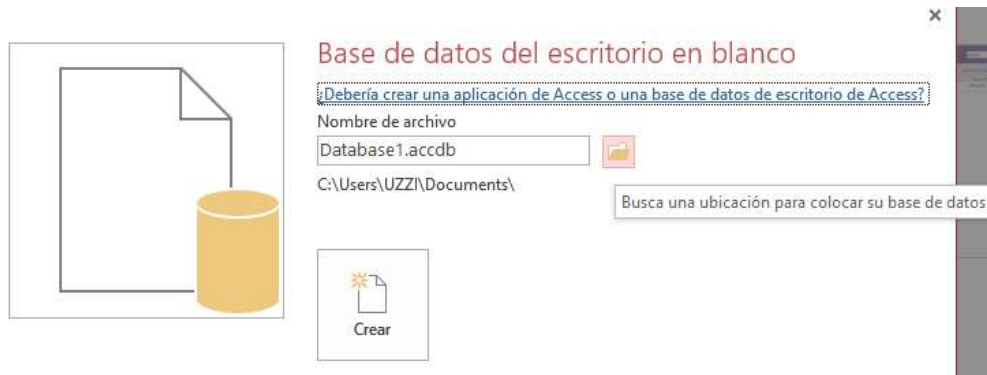 Base de datos del escritorio en blanco
¿Debería crear una aplicación de Access o una base de datos de escritorio de Access?
Nombre de archivo
Database1.accdb
C:\Users\UZZI\Documents\
Busca una ubicación para colocar su base de datos
Crear